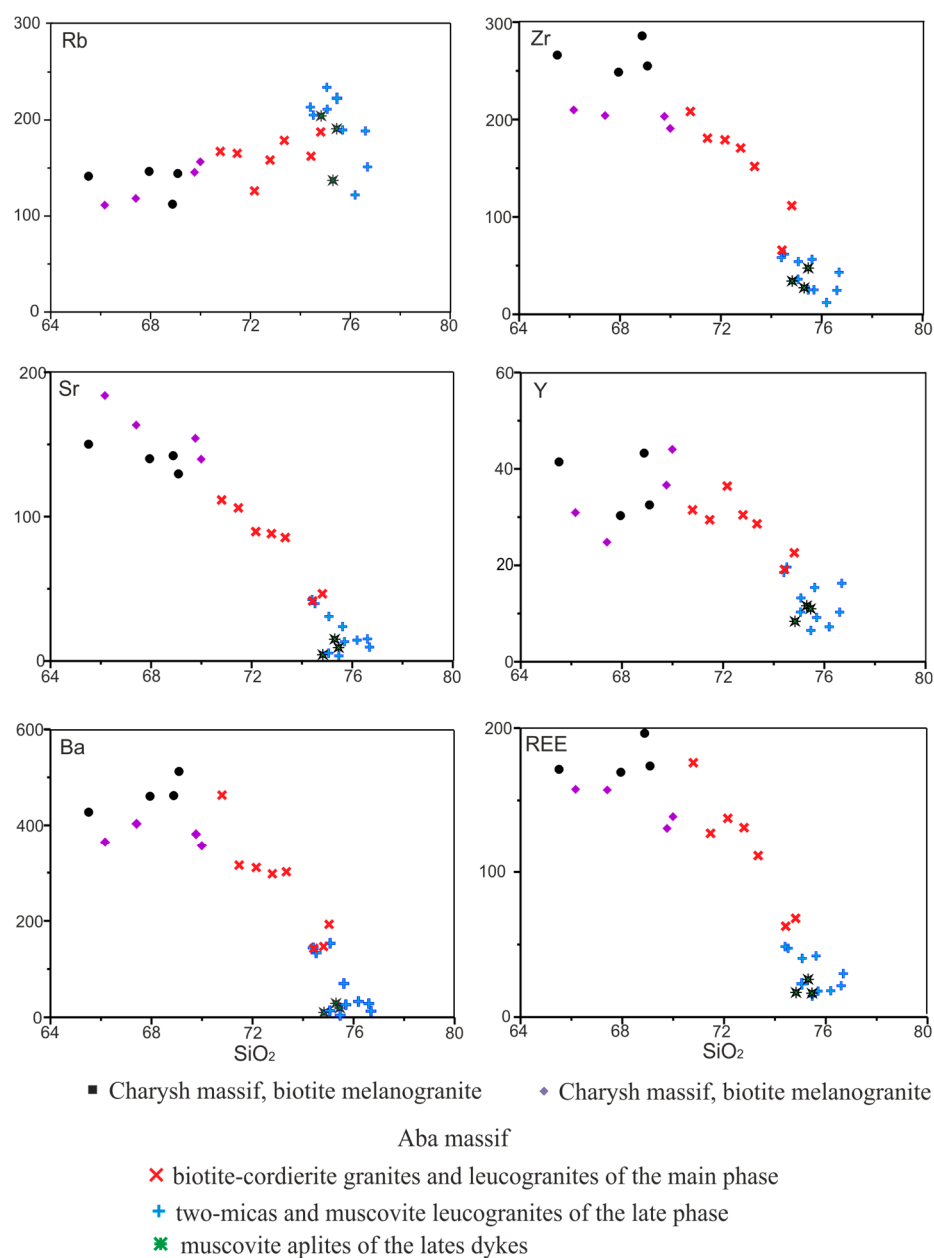 300
200
100
0
Rb
64 68 72 76 80
300
200
100
0
Zr
64 68 72 76 80
200
100
0
Sr
64 68 72 76 80
60
40
20
0
Y
64 68 72 76 80
600
400
200
0
Ba
64 68 72 76 80
SiO2
200
100
0
REE
64 68 72 76 80
SiO2
Charysh massif, biotite melanogranite
Charysh massif, biotite melanogranite
Aba massif
biotite-cordierite granites and leucogranites of the main phase
two-micas and muscovite leucogranites of the late phase
muscovite aplites of the lates dykes